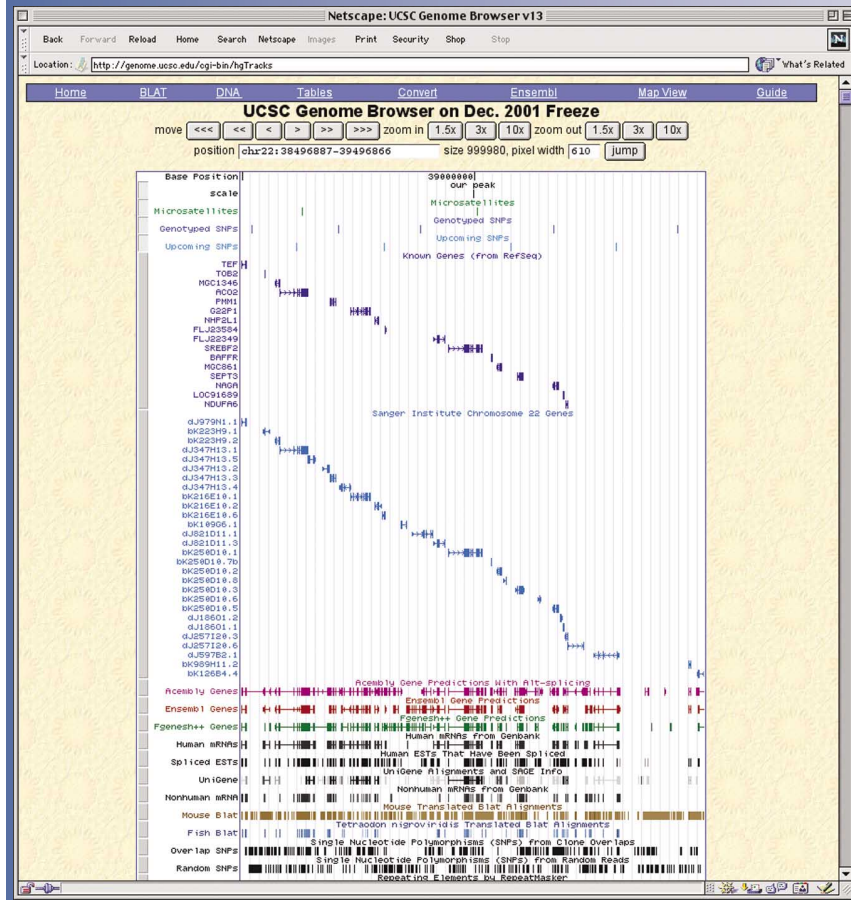 Netscape: UCSC Genome Browser v13
Back Forward Reload Home Search Netscape Images Print Security Shop Stop
N
Location: http://genome.ucsc.edu/cgi-bin/hgTracks What's Related
Home BLAT DNA Tables Convert Ensembl Map View Guide
UCSC Genome Browser on Dec. 2001 Freeze
move <<< << < > >> >>> zoom in 1.5x 3x 10x zoom out 1.5x 3x 10x
position chr22:38496887-39496866 size 999980, pixel width 610 jump
Base Position 39000000
our peak
scale
Microsatellites
Microsatellites
Genotyped SNPs
Genotyped SNPs
Upcoming SNPs
Upcoming SNPs
Known Genes (from RefSeq)
TEF
TOB2
MGC1346
ACO2
PMM1
G22P1
NHP2L1
FLJ23584
FLJ22349
SREBF2
BAFFR
MGC861
SEPT3
NAGA
LOC91689
NDUFA6
Sanger Institute Chromosome 22 Genes
dJ979N1.1
bK223H9.1
bK223H9.2
dJ347H13.1
dJ347H13.5
dJ347H13.2
dJ347H13.3
dJ347H13.4
bK216E10.1
bK216E10.2
bK216E10.6
bK109G6.1
dJ821D11.1
dJ821D11.3
bK250D10.1
bK250D10.7b
bK250D10.2
bK250D10.8
bK250D10.3
bK250D10.6
bK250D10.5
dJ186O1.2
dJ186O1.1
dJ257I20.3
dJ257I20.6
dJ597B2.1
bK989H11.2
bK126B4.4
Acembly Gene Predictions With Alt-splicing
Acembly Genes
Ensembl Gene Predictions
Ensembl Genes
Fgenesh++ Gene Predictions
Fgenesh++ Genes
Human mRNAs from Genbank
Human mRNAs
Human ESTs That Have Been Spliced
Spliced ESTs
UniGene Alignments and SAGE Info
UniGene
Nonhuman mRNAs from Genbank
Nonhuman mRNA
Mouse Translated Blat Alignments
Mouse Blat
Tetraodon nigroviridis Translated Blat Alignments
Fish Blat
Single Nucleotide Polymorphisms (SNPs) from Clone Overlaps
Overlap SNPs
Single Nucleotide Polymorphisms (SNPs) from Random Reads
Random SNPs
Repeating Elements by RepeatMasker